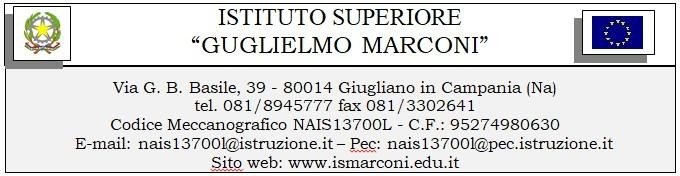 ISTITUTO SUPERIORE
“GUGLIELMO MARCONI”
Via G. B. Basile, 39 - 80014 Giugliano in Campania (Na)
tel. 081/8945777 fax 081/3302641
Codice Meccanografico NAIS13700L - C.F.: 95274980630
E-mail: nais13700l@istruzione.it – Pec: nais13700l@pec.istruzione.it
Sito web: www.ismarconi.edu.it